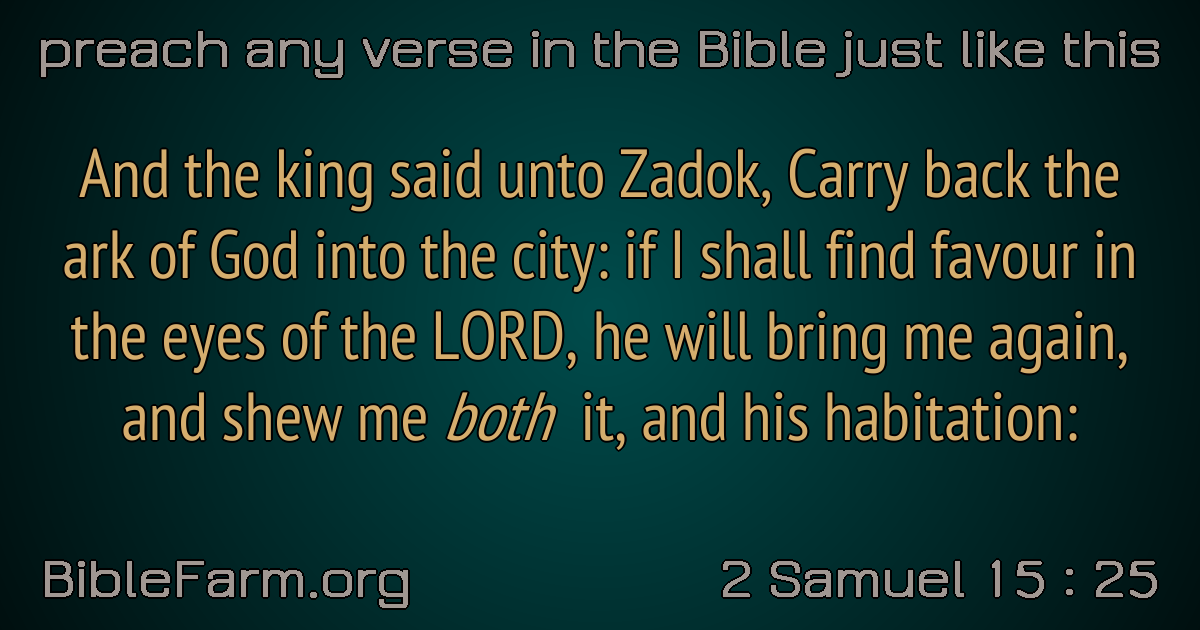 preach any verse in the Bible just like this
And the king said unto Zadok, Carry back the
ark of God into the city: if I shall find favour in
the eyes of the LORD, he will bring me again,
and shew me both it, and his habitation:
BibleFarm.org
2 Samuel 15 : 25